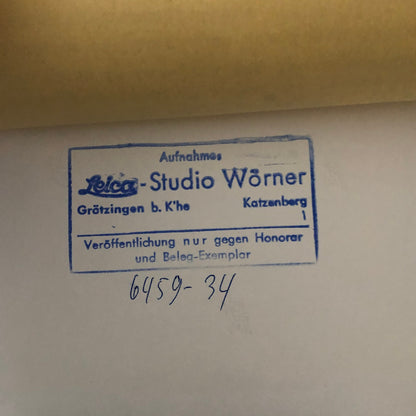 Aufnahme:
Leica-Studio Wörner
Grötzingen b. K'he Katzenberg
1
Veröffentlichung nur gegen Honorar
und Beleg-Exemplar
6459-34